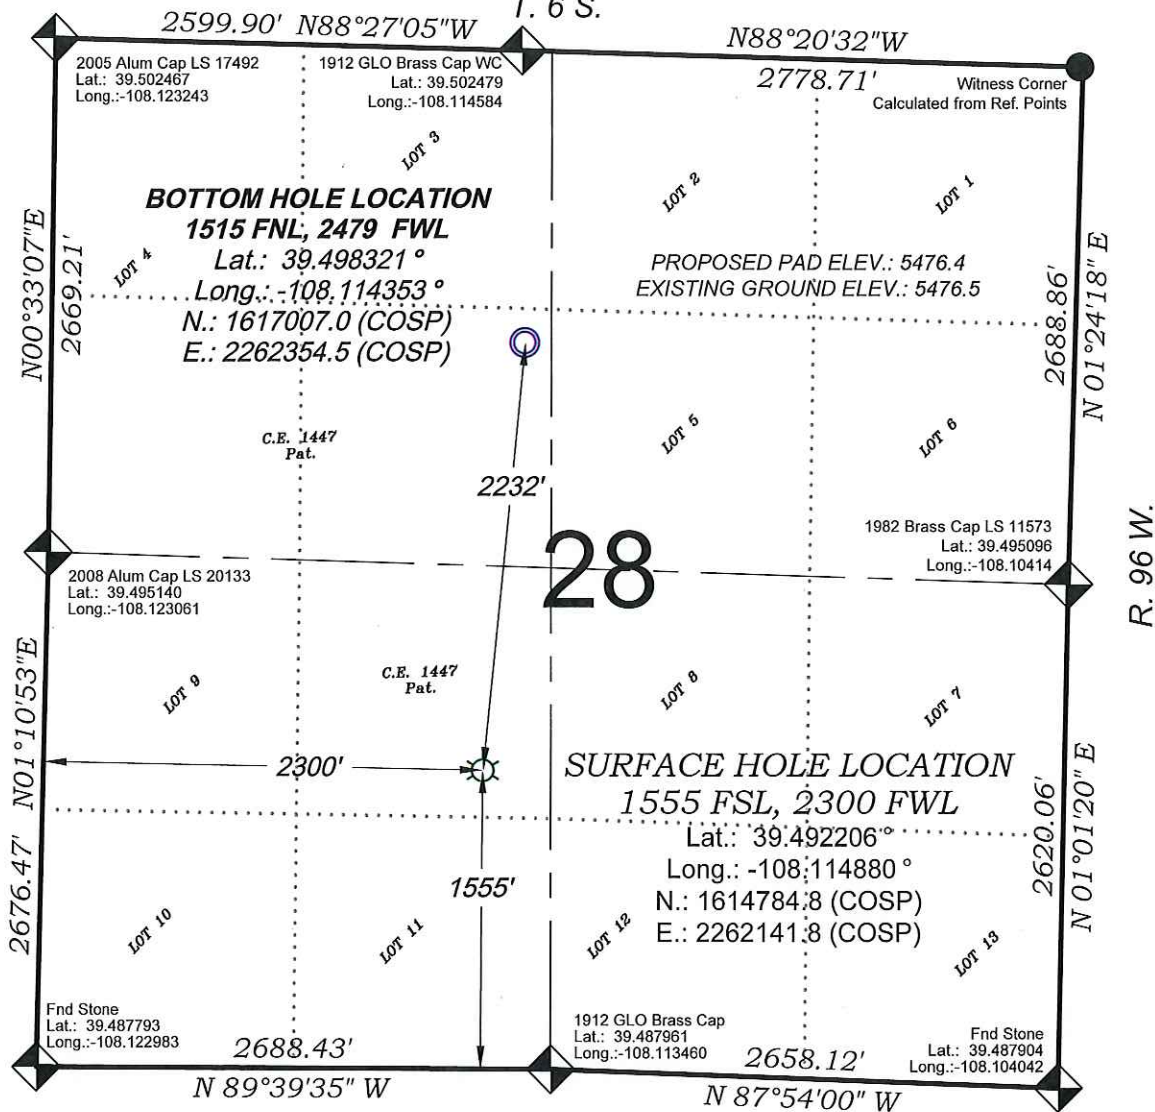 T. 6 S.
2599.90' N88°27'05"W
N88°20'32"W
2778.71'
2005 Alum Cap LS 17492
Lat.: 39.502467
Long.:-108.123243
1912 GLO Brass Cap WC
Lat.: 39.502479
Long.:-108.114584
Witness Corner
Calculated from Ref. Points
LOT 3
LOT 2
LOT 1
BOTTOM HOLE LOCATION
1515 FNL, 2479 FWL
Lat.: 39.498321°
Long.: -108.114353°
N.: 1617007.0 (COSP)
E.: 2262354.5 (COSP)
LOT 4
PROPOSED PAD ELEV.: 5476.4
EXISTING GROUND ELEV.: 5476.5
N00°33'07"E
2669.21'
2688.86'
N 01°24'18" E
C.E. 1447
Pat.
LOT 5
LOT 6
2232'
28
1982 Brass Cap LS 11573
Lat.: 39.495096
Long.:-108.10414
R. 96 W.
2008 Alum Cap LS 20133
Lat.: 39.495140
Long.:-108.123061
C.E. 1447
Pat.
LOT 9
LOT 8
LOT 7
2676.47' N01°10'53"E
2300'
SURFACE HOLE LOCATION
1555 FSL, 2300 FWL
Lat.: 39.492206°
Long.: -108.114880°
N.: 1614784.8 (COSP)
E.: 2262141.8 (COSP)
2620.06'
N 01°01'20" E
1555'
LOT 10
LOT 11
LOT 12
LOT 13
Fnd Stone
Lat.: 39.487793
Long.:-108.122983
1912 GLO Brass Cap
Lat.: 39.487961
Long.:-108.113460
Fnd Stone
Lat.: 39.487904
Long.:-108.104042
2688.43'
N 89°39'35" W
2658.12'
N 87°54'00" W